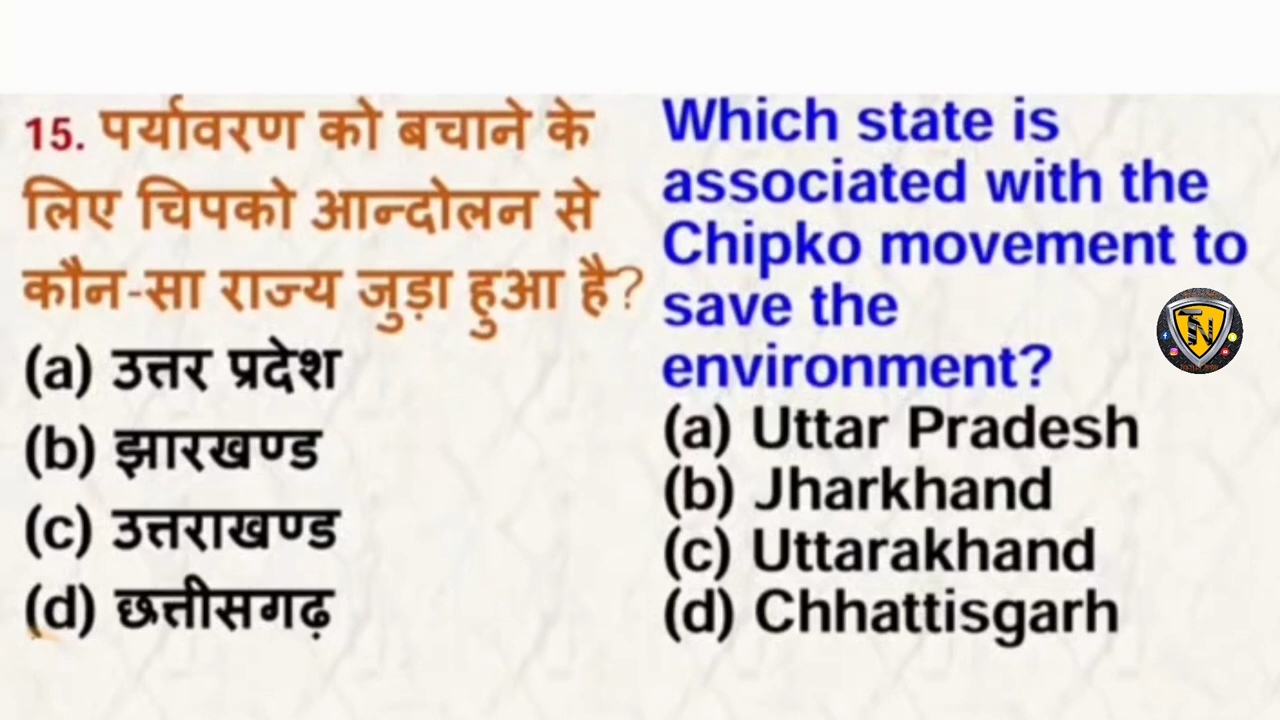 15. पर्यावरण को बचाने के
लिए चिपको आन्दोलन से
कौन-सा राज्य जुड़ा हुआ है?
(a) उत्तर प्रदेश
(b) झारखण्ड
(c) उत्तराखण्ड
(d) छत्तीसगढ़
Which state is
associated with the
Chipko movement to
save the
environment?
(a) Uttar Pradesh
(b) Jharkhand
(c) Uttarakhand
(d) Chhattisgarh
TN